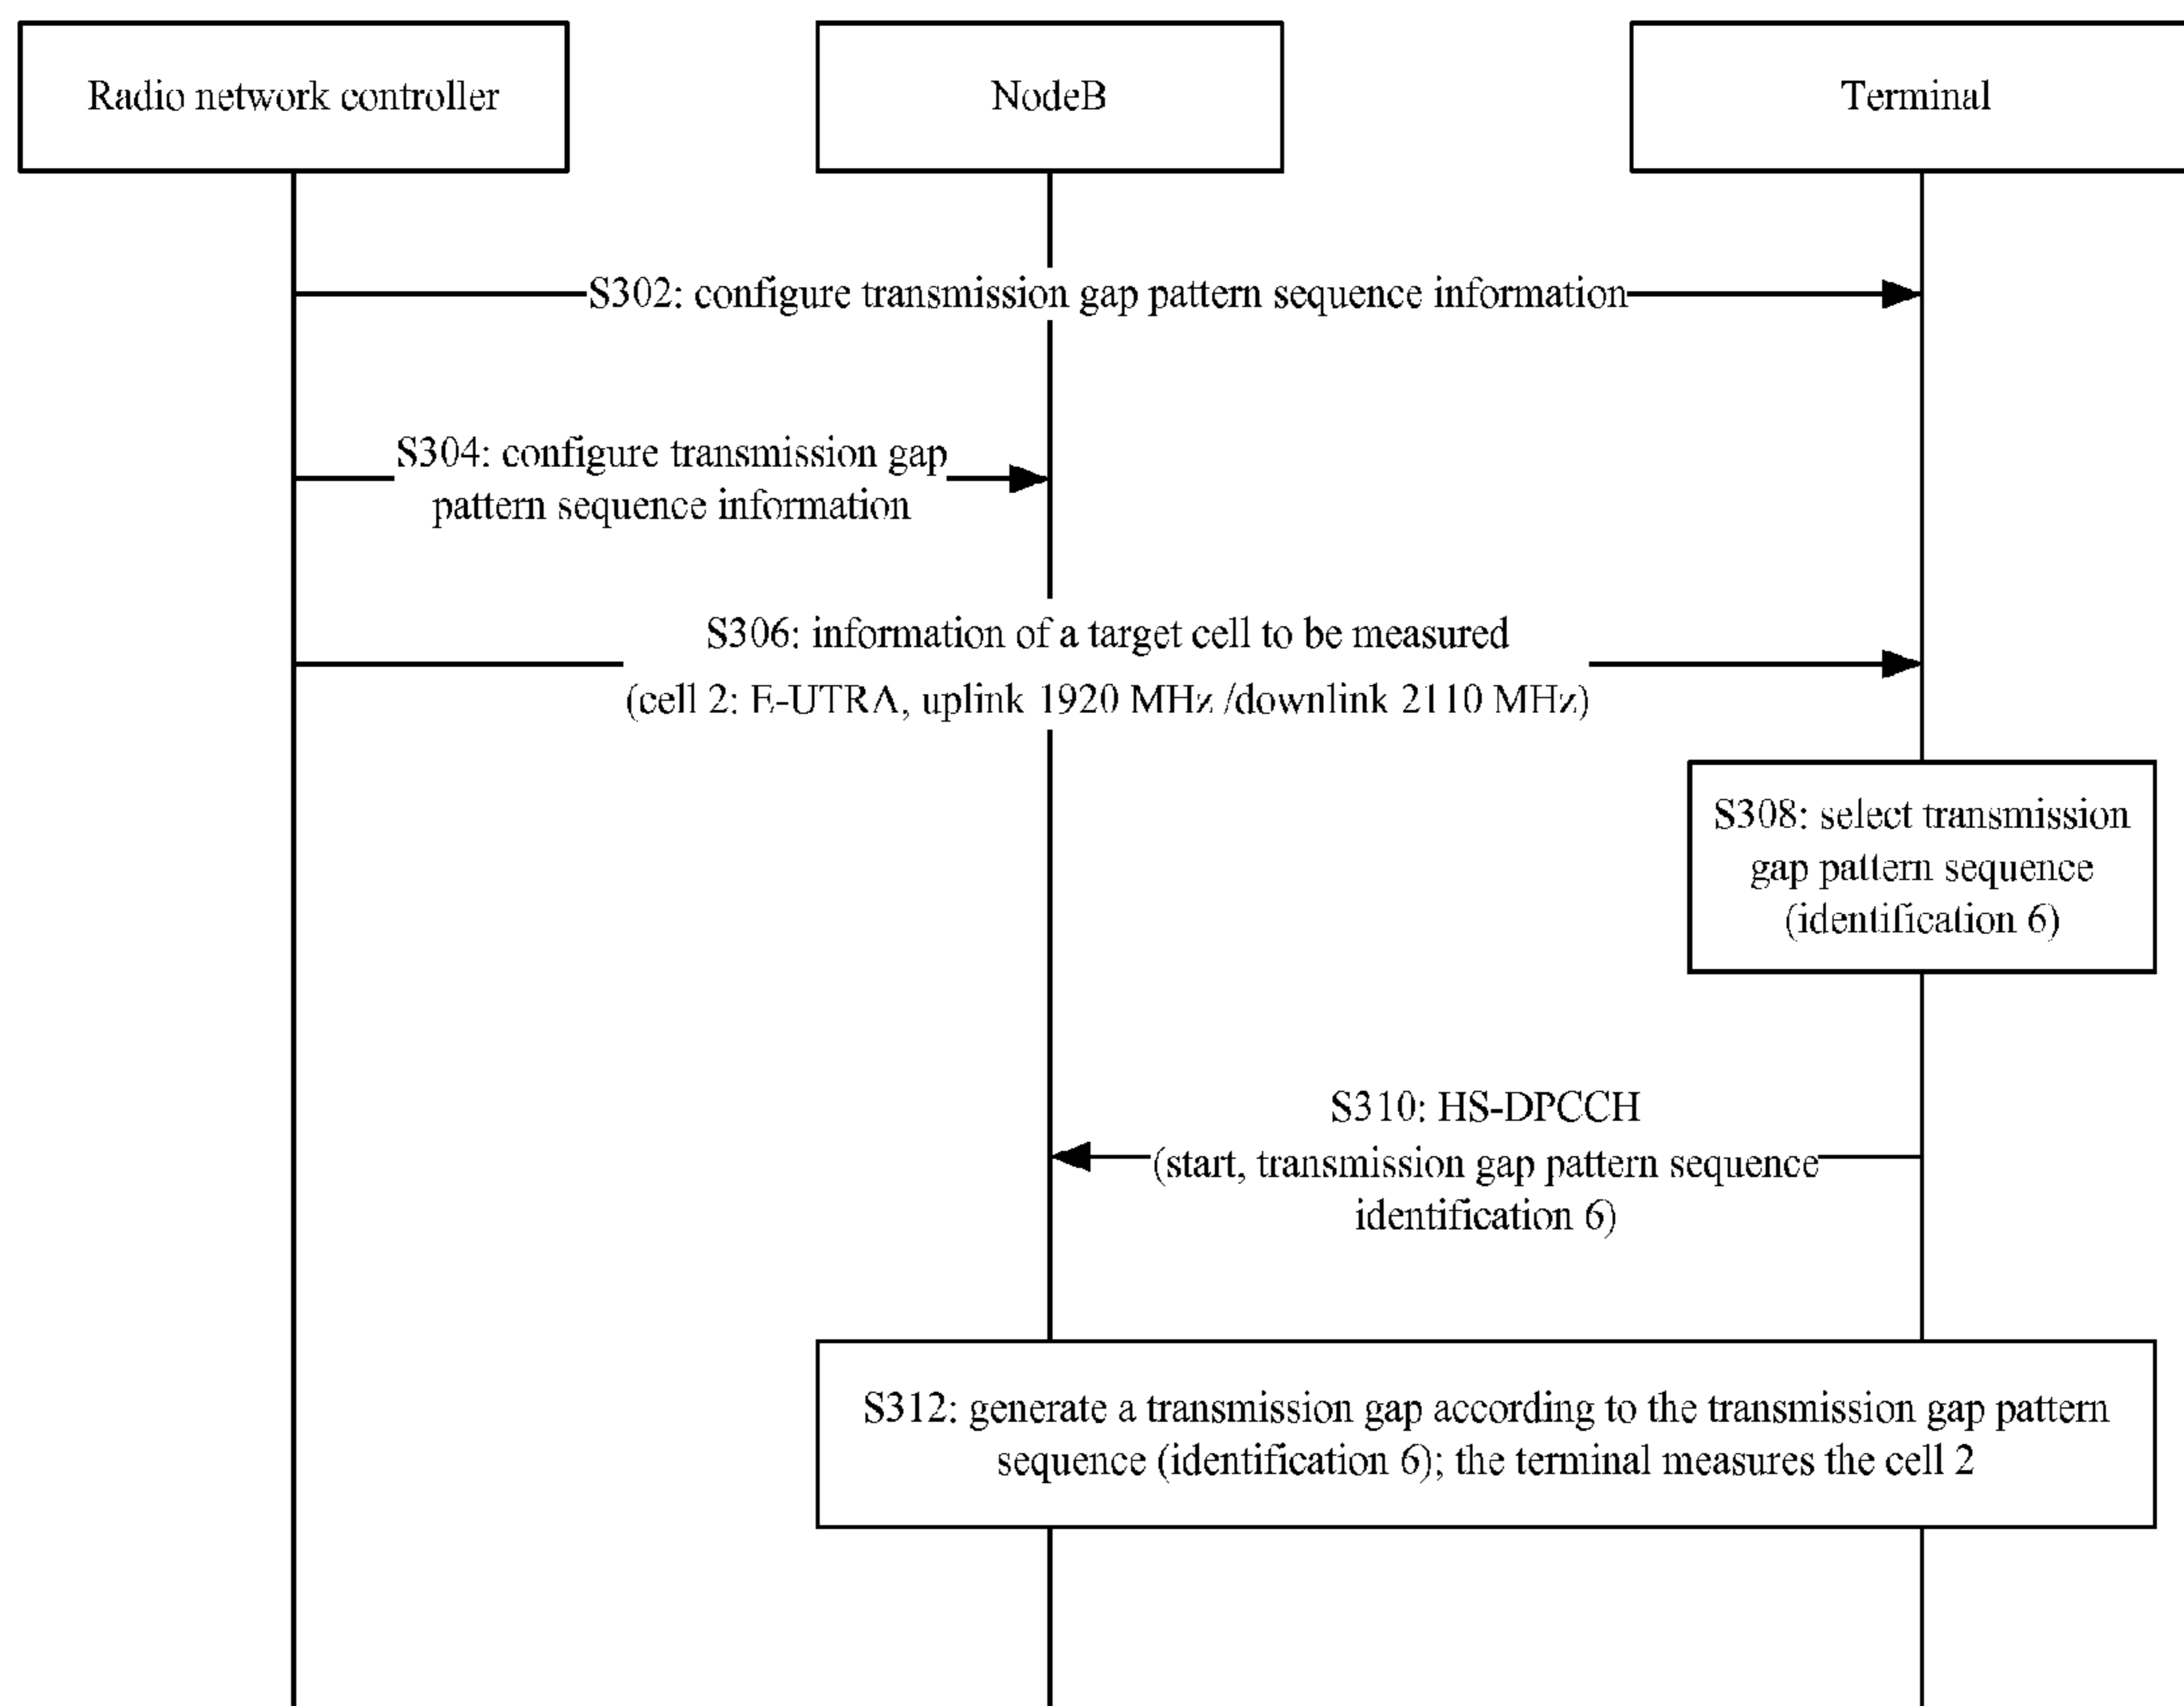 Radio network controller
NodeB
Terminal
S302: configure transmission gap pattern sequence information
S304: configure transmission gap
pattern sequence information
S306: information of a target cell to be measured
(cell 2: E-UTRA, uplink 1920 MHz /downlink 2110 MHz)
S308: select transmission
gap pattern sequence
(identification 6)
S310: HS-DPCCH
(start, transmission gap pattern sequence
identification 6)
S312: generate a transmission gap according to the transmission gap pattern
sequence (identification 6); the terminal measures the cell 2